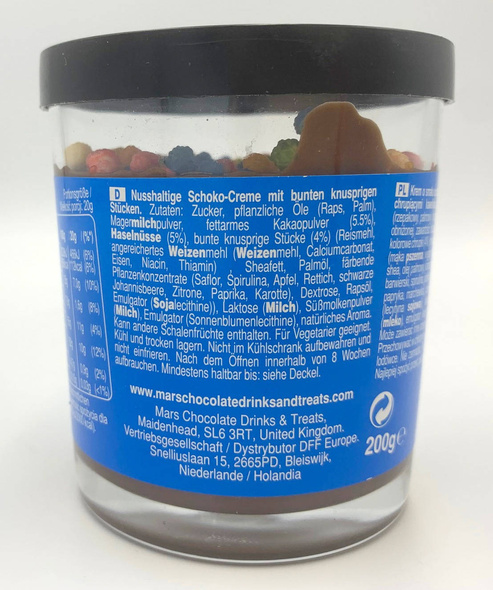 Portionsgröße /
porcji: 20g
D Nusshaltige Schoko-Creme mit bunten knusprigen
Stücken. Zutaten: Zucker, pflanzliche Öle (Raps, Palm),
Magermilchpulver, fettarmes Kakaopulver (5.5%),
Haselnüsse (5%), bunte knusprige Stücke (4%) (Reismehl,
angereichertes Weizenmehl (Weizenmehl, Calciumcarbonat,
Eisen, Niacin, Thiamin) , Sheafett, Palmöl, färbende
Pflanzenkonzentrate (Saflor, Spirulina, Apfel, Rettich, schwarze
Johannisbeere, Zitrone, Paprika, Karotte), Dextrose, Rapsöl,
Emulgator (Sojalecithine)), Laktose (Milch), Süßmolkenpulver
(Milch), Emulgator (Sonnenblumenlecithine), natürliches Aroma.
Kann andere Schalenfrüchte enthalten. Für Vegetarier geeignet.
Kühl und trocken lagern. Nicht im Kühlschrank aufbewahren und
nicht einfrieren. Nach dem Öffnen innerhalb von 8 Wochen
aufbrauchen. Mindestens haltbar bis: siehe Deckel.
www.marschocolatedrinksandtreats.com
Mars Chocolate Drinks & Treats,
Maidenhead, SL6 3RT, United Kingdom.
Vertriebsgesellschaft / Dystrybutor DFF Europe.
Snelliuslaan 15, 2665PD, Bleiswijk,
Niederlande / Holandia
200g e
PL Krem o